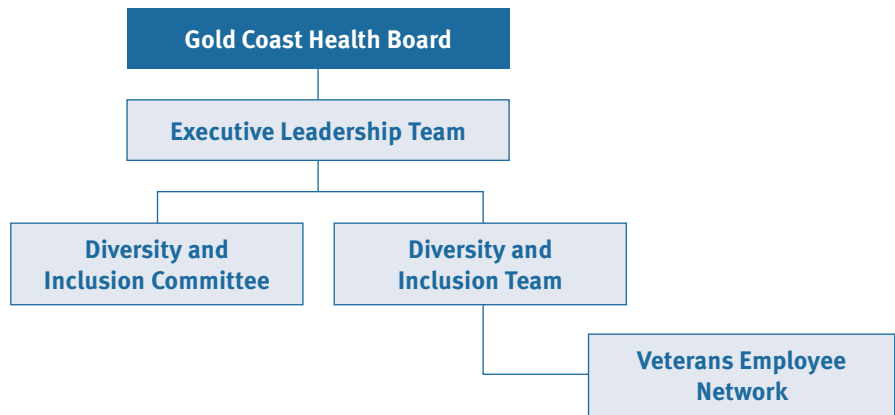 Gold Coast Health Board
Executive Leadership Team
Diversity and
Inclusion Committee
Diversity and
Inclusion Team
Veterans Employee
Network